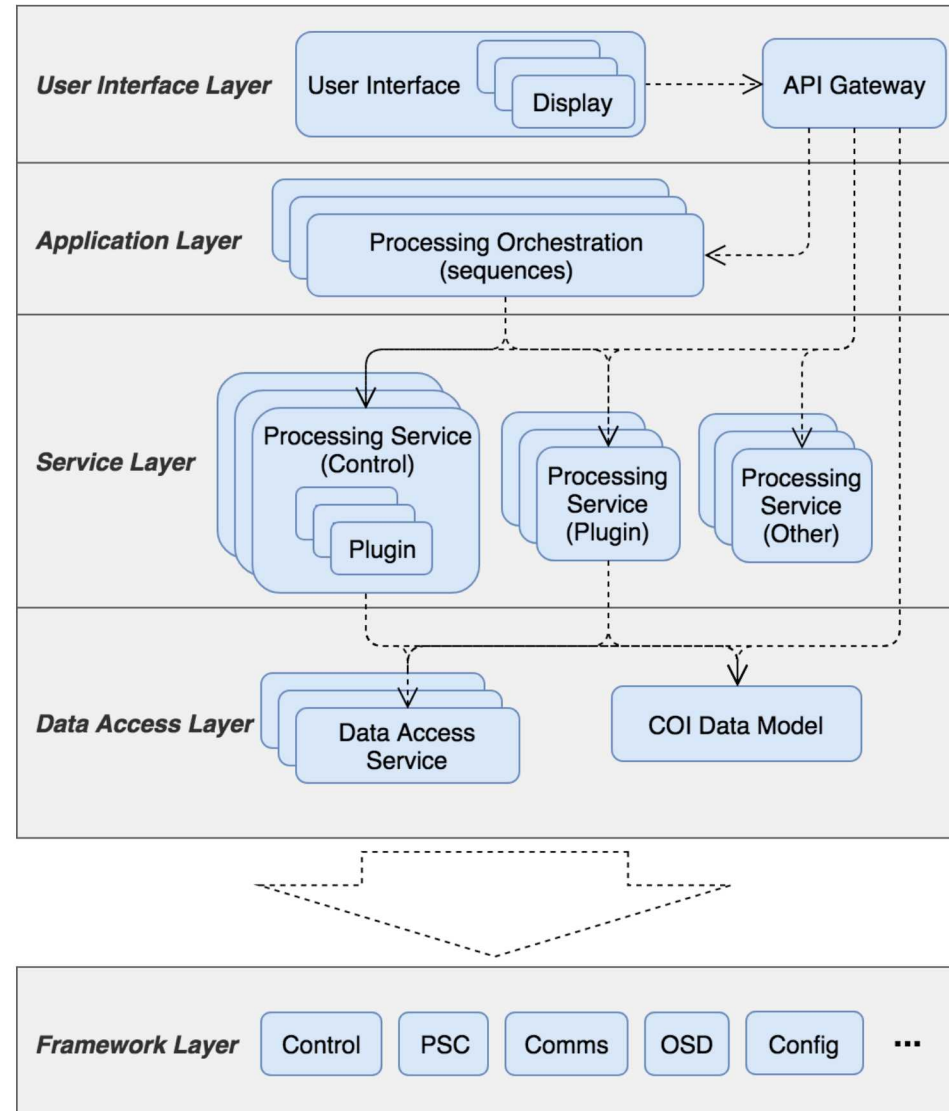 User Interface Layer
User Interface
Display
API Gateway
Application Layer
Processing Orchestration
(sequences)
Service Layer
Processing Service
(Control)
Plugin
Processing
Service
(Plugin)
Processing
Service
(Other)
Data Access Layer
Data Access
Service
COI Data Model
Framework Layer
Control
PSC
Comms
OSD
Config
...